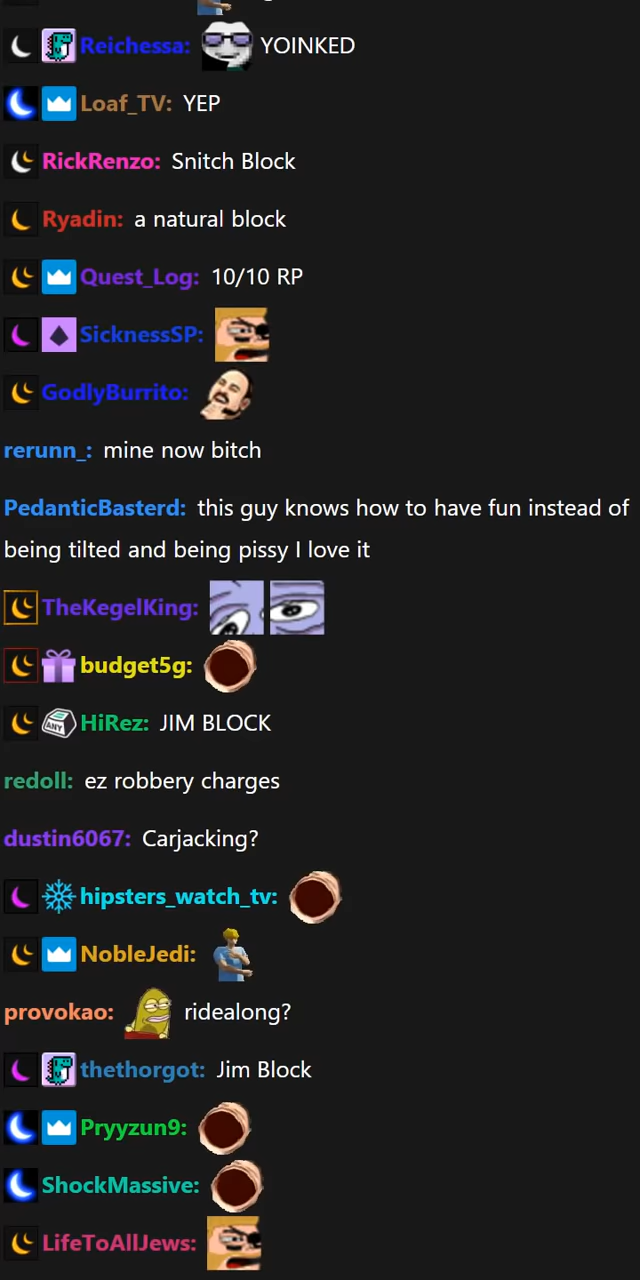 Reichessa: YOINKED
Loaf_TV: YEP
RickRenzo: Snitch Block
Ryadin: a natural block
Quest_Log: 10/10 RP
SicknessSP:
GodlyBurrito:
rerunn_: mine now bitch
PedanticBasterd: this guy knows how to have fun instead of
being tilted and being pissy I love it
TheKegelKing:
budget5g:
ANY HiRez: JIM BLOCK
redoll: ez robbery charges
dustin6067: Carjacking?
hipsters_watch_tv:
NobleJedi:
provokao: ridealong?
thethorgot: Jim Block
Pryyzun9:
ShockMassive:
LifeToAllJews: